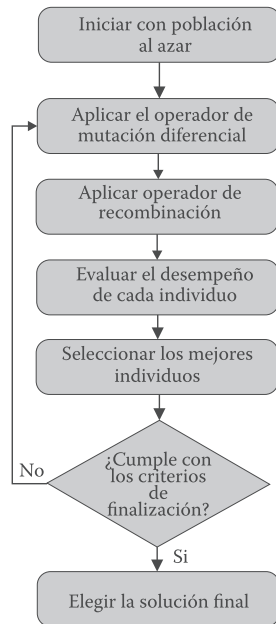 Iniciar con población
al azar
Aplicar el operador de
mutación diferencial
Aplicar operador de
recombinación
Evaluar el desempeño
de cada individuo
Seleccionar los mejores
individuos
¿Cumple con
los criterios
de
finalización?
No
Si
Elegir la solución final